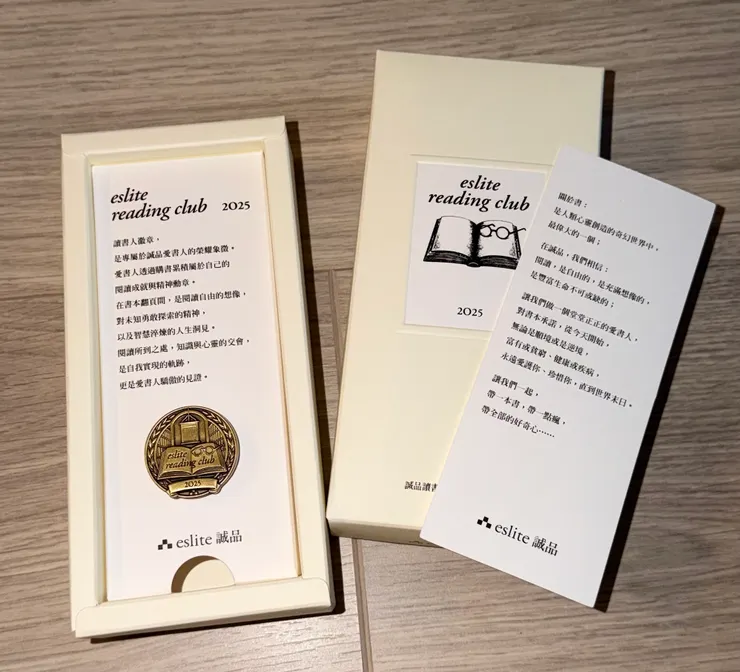 eslite
reading club 2025
讀書人徽章，
是專屬於誠品愛書人的榮耀象徵。
愛書人透過購書累積屬於自己的
閱讀成就與精神勳章。
在書本翻頁間，是閱讀自由的想像，
對未知勇敢探索的精神，
以及智慧淬煉的人生洞見。
閱讀所到之處，知識與心靈的交會，
是自我實現的軌跡，
更是愛書人驕傲的見證。
eslite
reading club
2025
eslite 誠品
eslite
reading club
2025
誠品讀書
關於書：
是人類心靈創造的奇幻世界中，
最偉大的一個；
在誠品，我們相信：
閱讀，是自由的，是充滿想像的，
是豐富生命不可或缺的；
讓我們做一個堂堂正正的愛書人，
對書本承諾，從今天開始，
無論是順境或是逆境，
富有或貧窮、健康或疾病，
永遠愛護你、珍惜你，直到世界末日。
讓我們一起，
帶一本書，帶一點瘋，
帶全部的好奇心⋯⋯
eslite 誠品